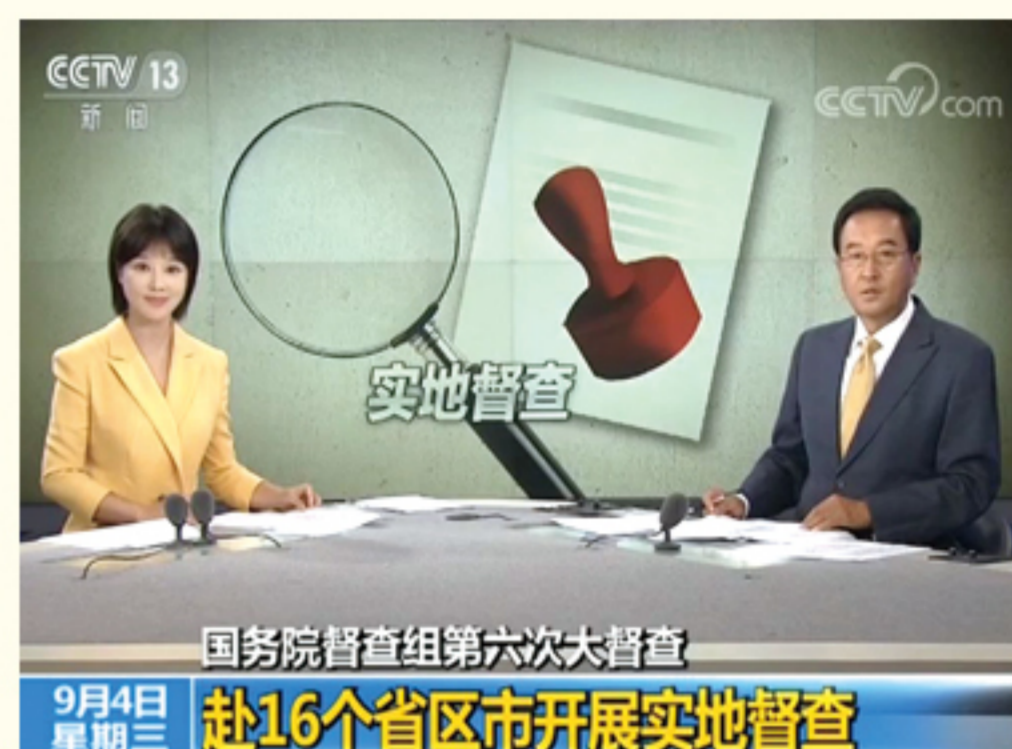 CCTV 13
新闻
CCTV.com
实地督查
国务院督查组第六次大督查
9月4日
星期三
赴16个省区市开展实地督查